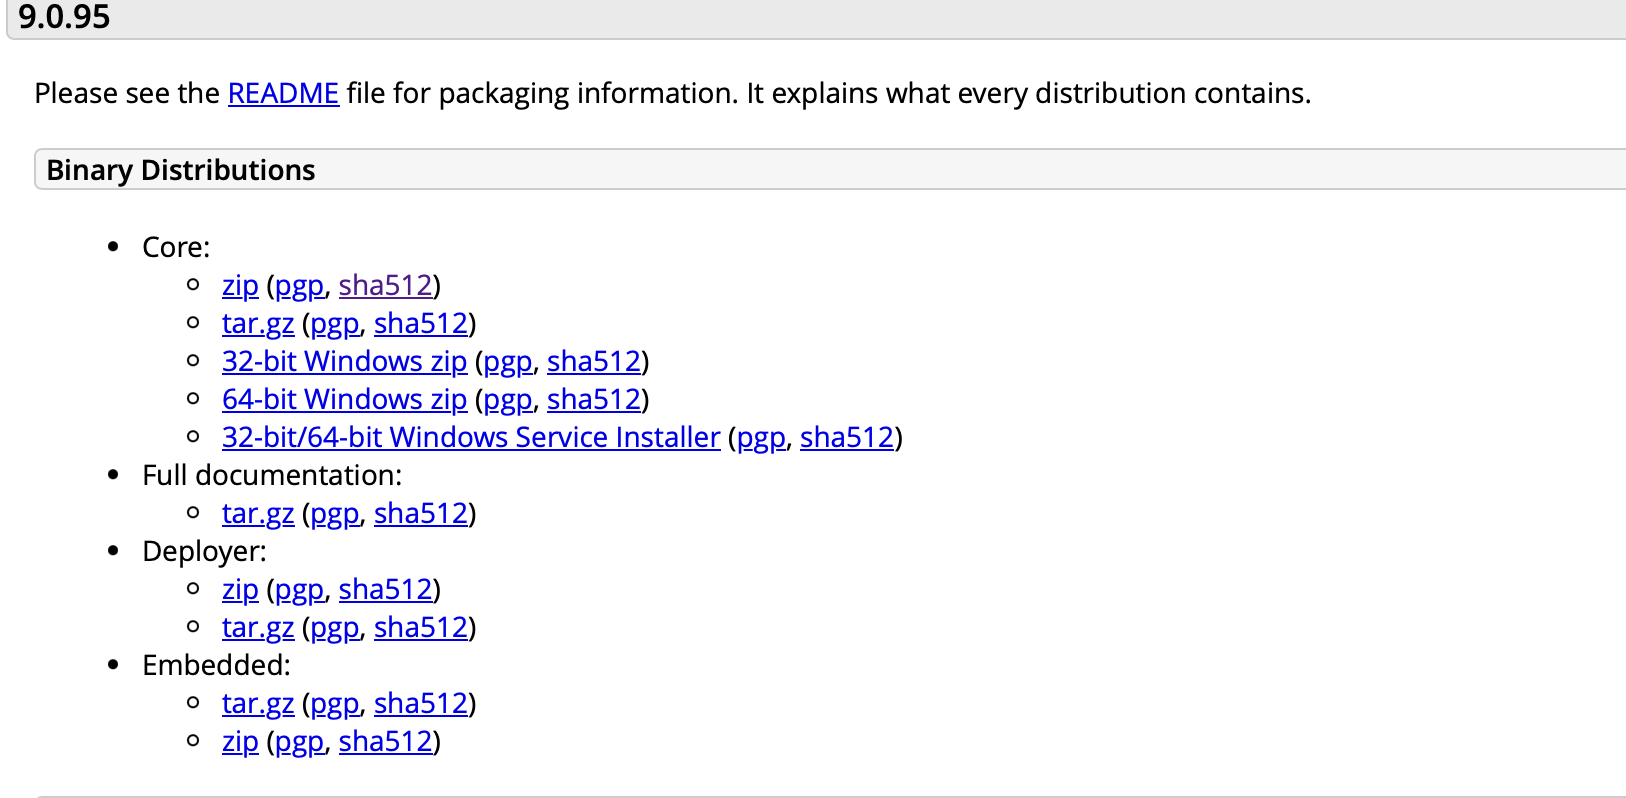 9.0.95
Please see the README file for packaging information. It explains what every distribution contains.
Binary Distributions
Core:
zip (pgp, sha512)
tar.gz (pgp, sha512)
32-bit Windows zip (pgp, sha512)
64-bit Windows zip (pgp, sha512)
32-bit/64-bit Windows Service Installer (pgp, sha512)
Full documentation:
tar.gz (pgp, sha512)
Deployer:
zip (pgp, sha512)
tar.gz (pgp, sha512)
Embedded:
tar.gz (pgp, sha512)
zip (pgp, sha512)